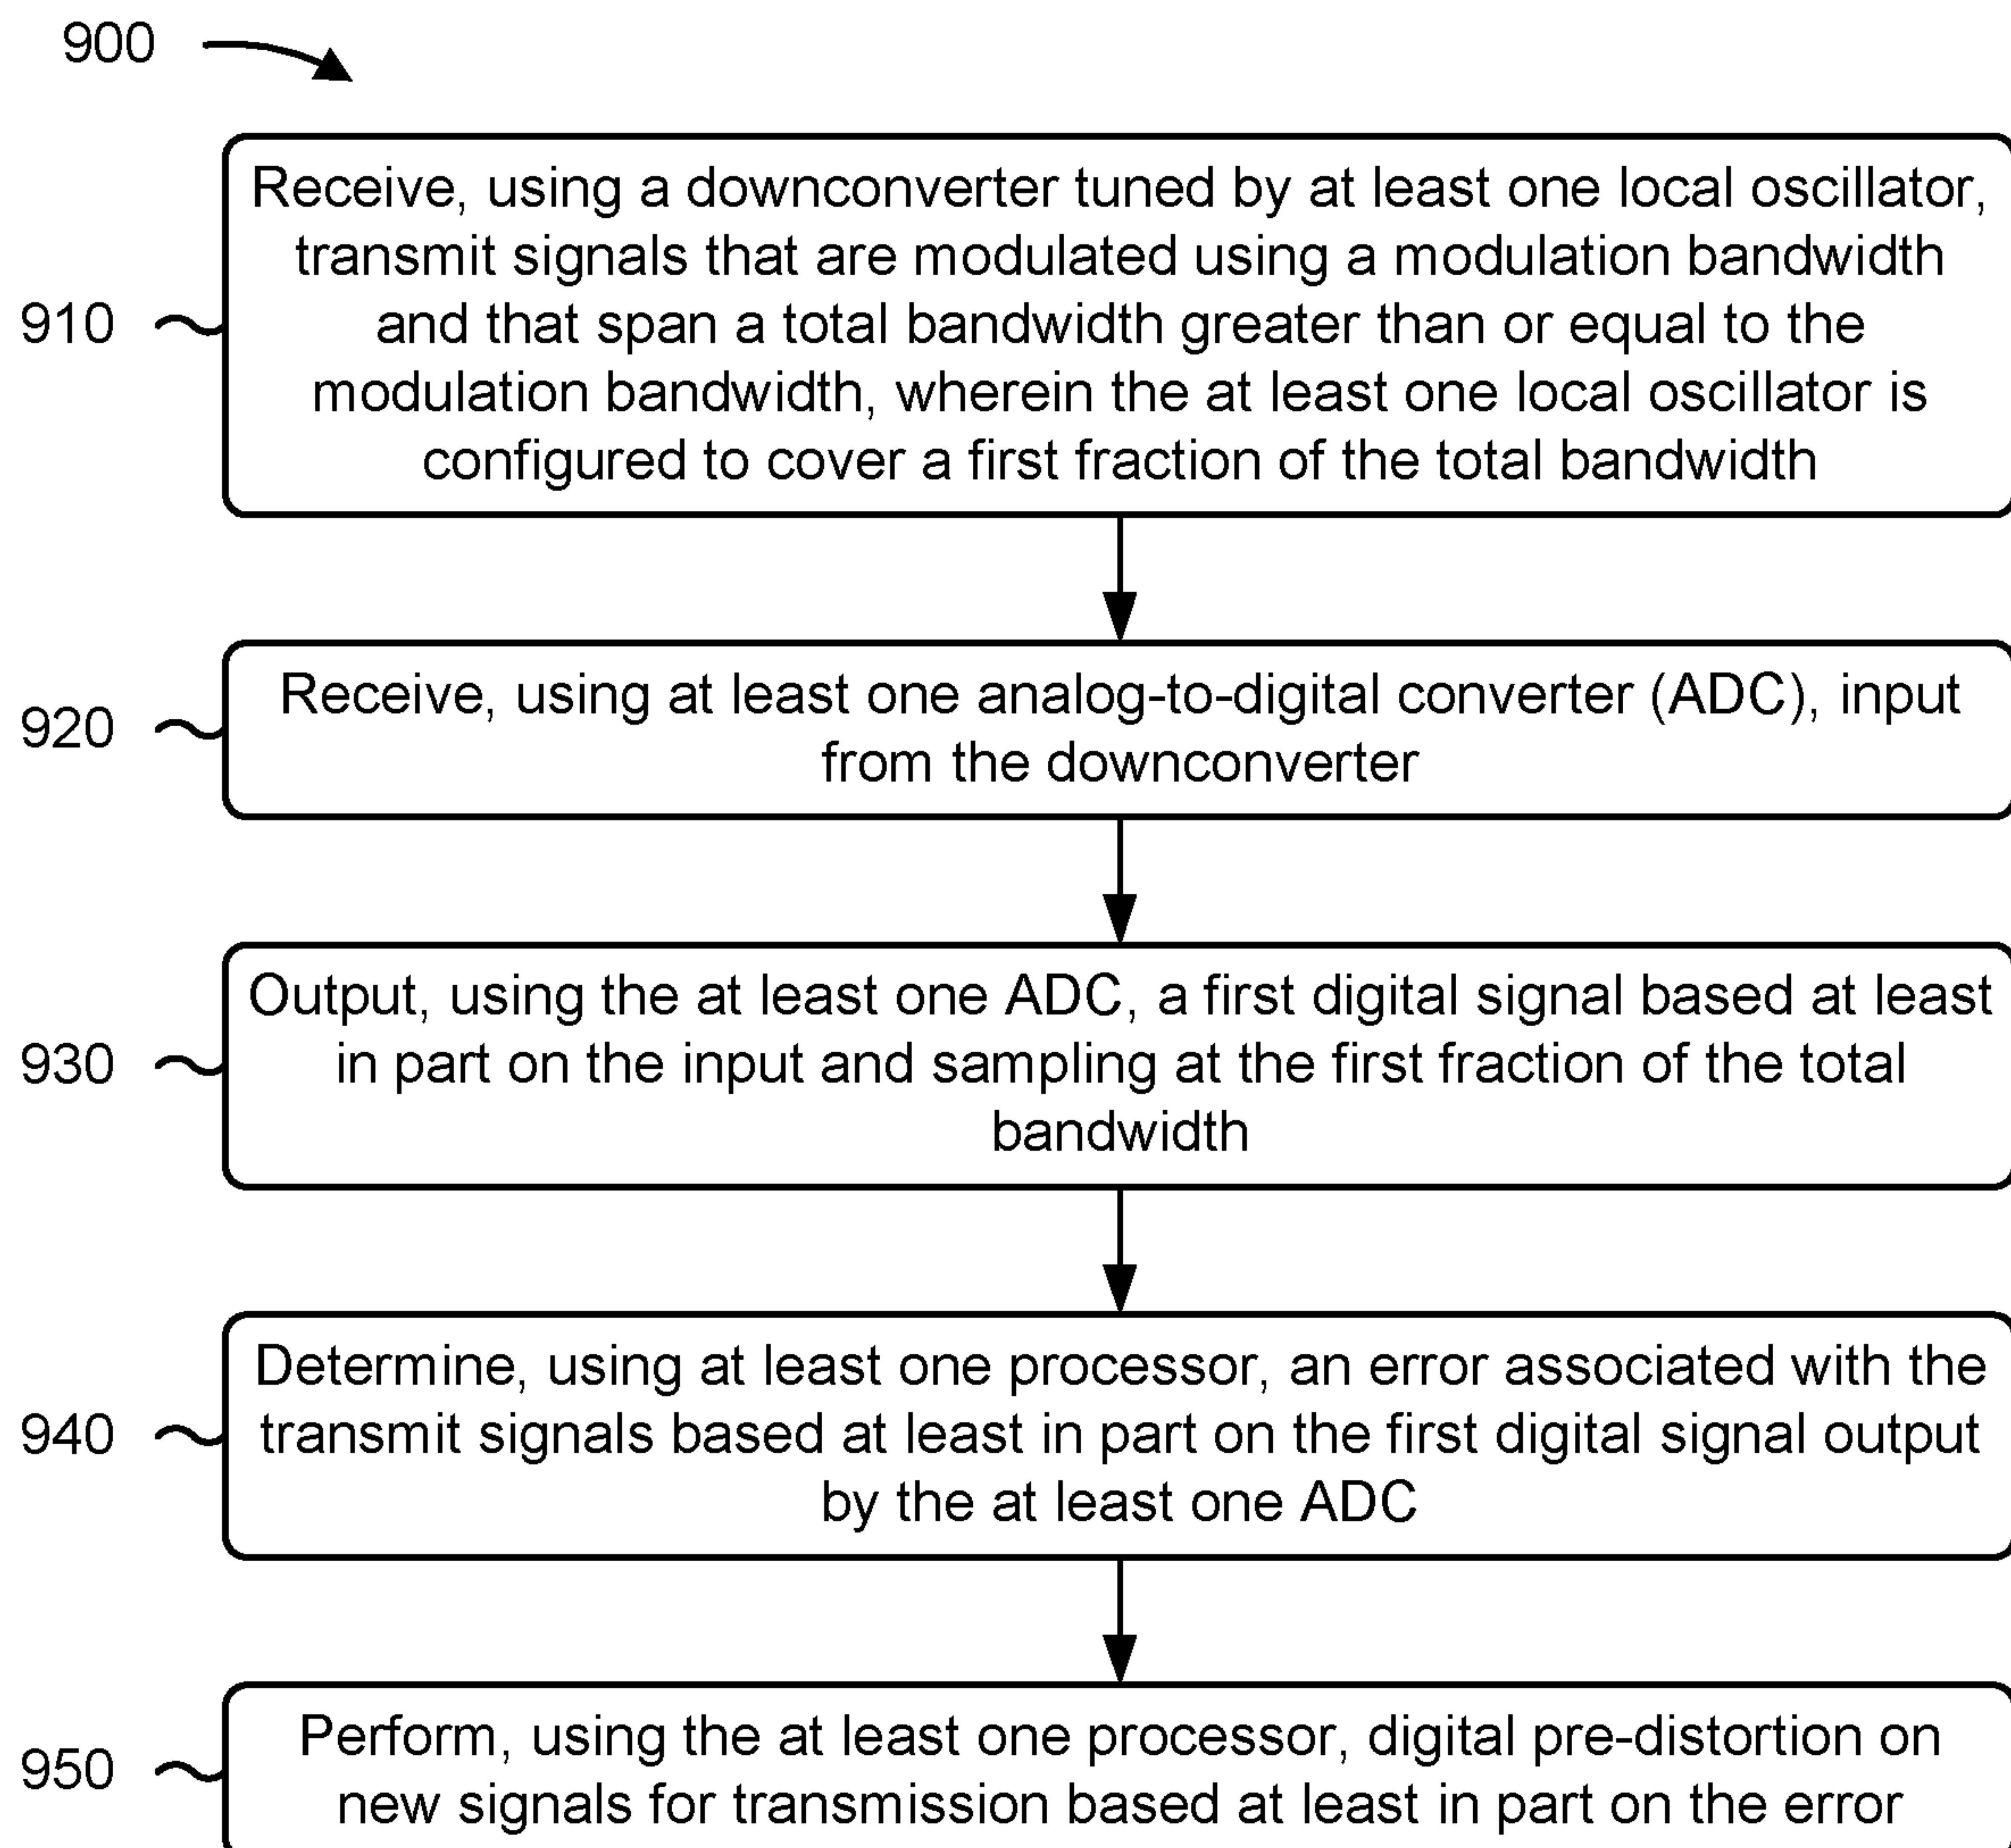 900
Receive, using a downconverter tuned by at least one local oscillator,
transmit signals that are modulated using a modulation bandwidth
and that span a total bandwidth greater than or equal to the
modulation bandwidth, wherein the at least one local oscillator is
configured to cover a first fraction of the total bandwidth
910
Receive, using at least one analog-to-digital converter (ADC), input
from the downconverter
920
Output, using the at least one ADC, a first digital signal based at least
in part on the input and sampling at the first fraction of the total
bandwidth
930
Determine, using at least one processor, an error associated with the
transmit signals based at least in part on the first digital signal output
by the at least one ADC
940
Perform, using the at least one processor, digital pre-distortion on
new signals for transmission based at least in part on the error
950